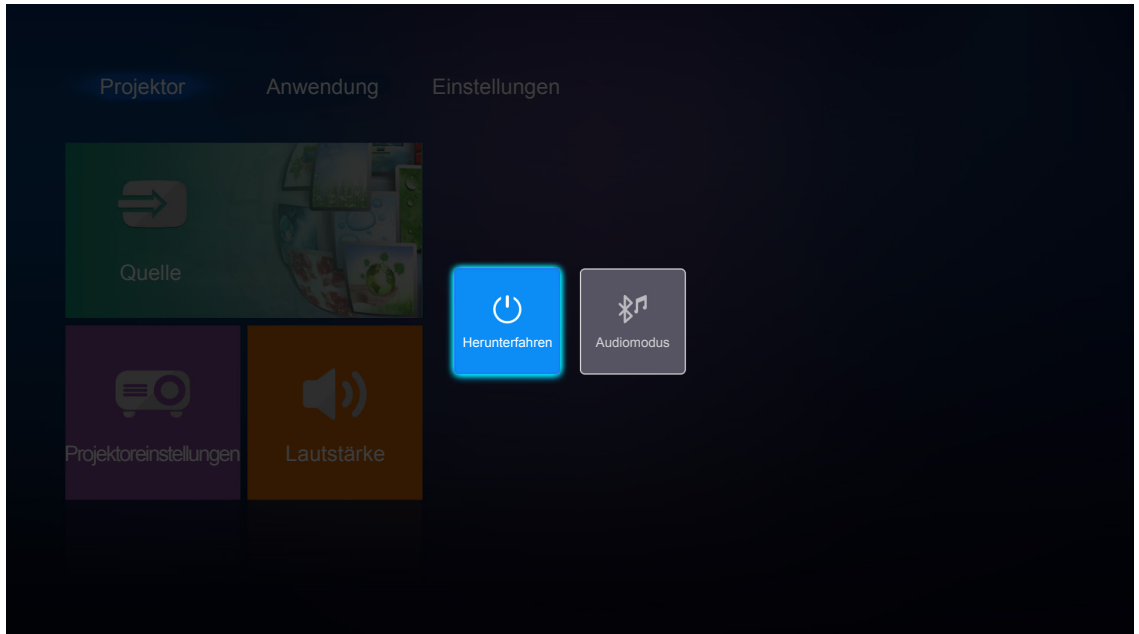 Projektor
Anwendung
Einstellungen
Quelle
Herunterfahren
Audiomodus
Projektoreinstellungen
Lautstärke